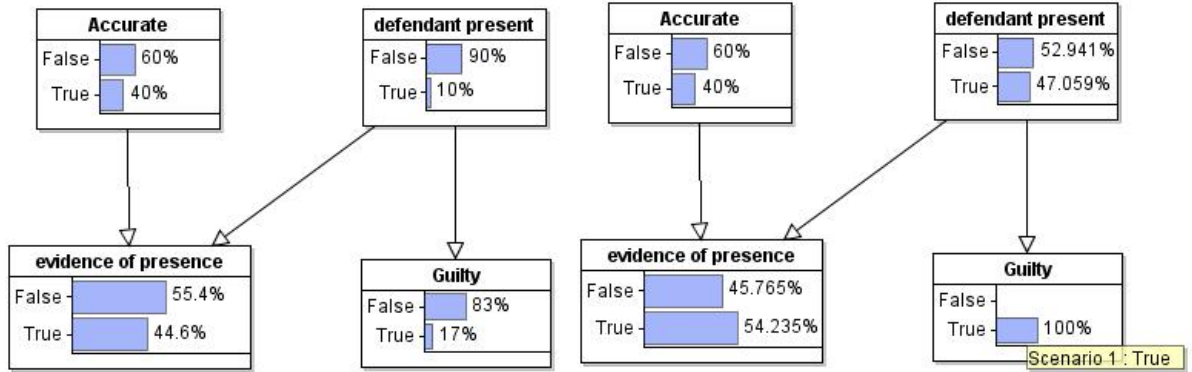 Accurate
False 60%
True 40%
defendant present
False 90%
True 10%
evidence of presence
False 55.4%
True 44.6%
Guilty
False 83%
True 17%
Accurate
False 60%
True 40%
defendant present
False 52.941%
True 47.059%
evidence of presence
False 45.765%
True 54.235%
Guilty
False
True 100%
Scenario 1 : True